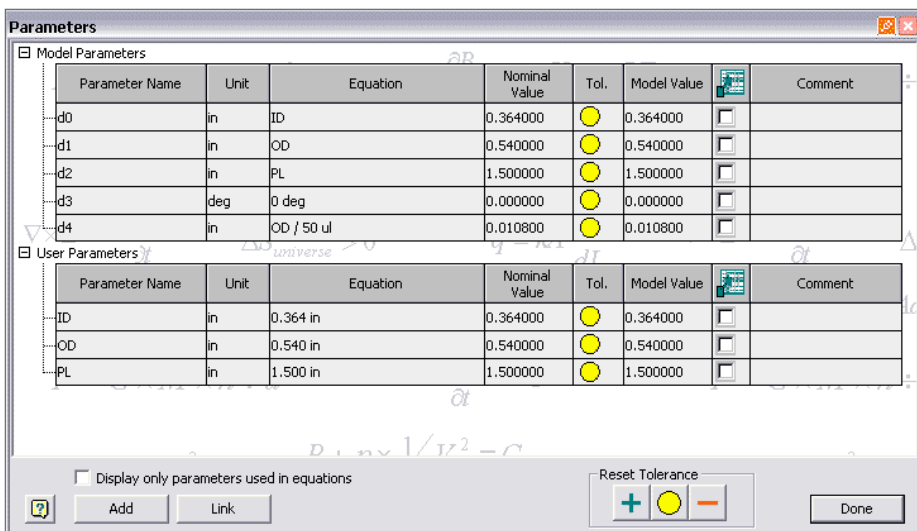 Parameters
Model Parameters
Parameter Name Unit Equation Nominal Value Tol. Model Value Comment
d0 in ID 0.364000 0.364000
d1 in OD 0.540000 0.540000
d2 in PL 1.500000 1.500000
d3 deg 0 deg 0.000000 0.000000
d4 in OD / 50 ul 0.010800 0.010800
User Parameters
Parameter Name Unit Equation Nominal Value Tol. Model Value Comment
ID in 0.364 in 0.364000 0.364000
OD in 0.540 in 0.540000 0.540000
PL in 1.500 in 1.500000 1.500000
Display only parameters used in equations
Reset Tolerance
Add Link Done